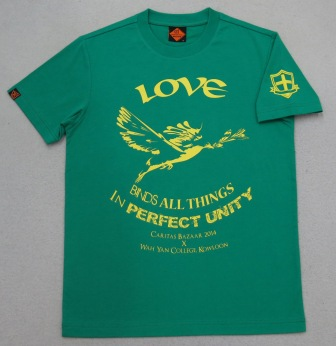 LOVE
BINDS ALL THINGS
IN PERFECT UNITY
CARITAS BAZAAR 2014
X
WAH YAN COLLEGE KOWLOON